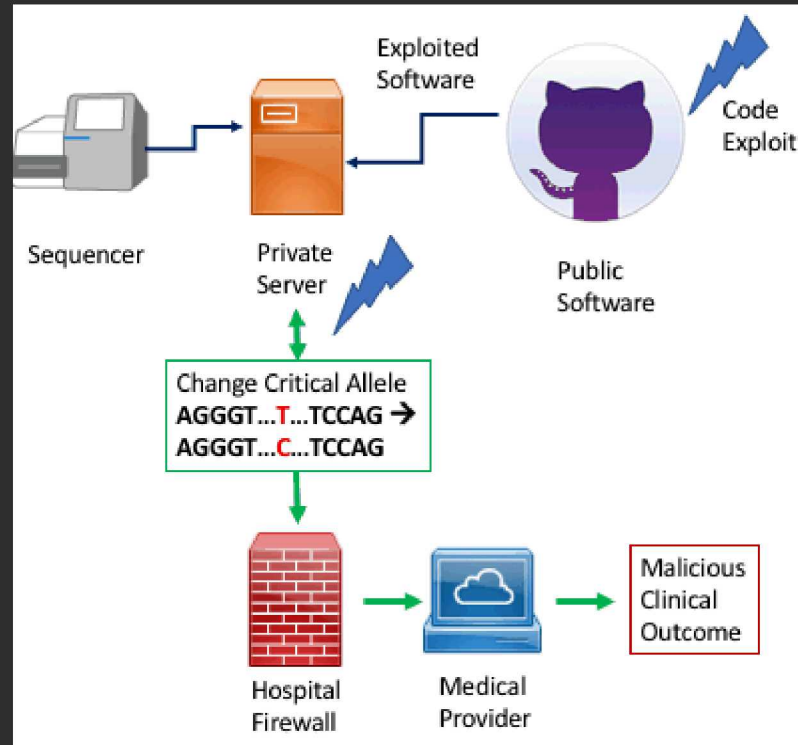 Exploited
Software
Code
Exploit
Sequencer
Private
Server
Public
Software
Change Critical Allele
AGGGT...T...TCCAG →
AGGGT...C...TCCAG
Malicious
Clinical
Outcome
Hospital
Firewall
Medical
Provider